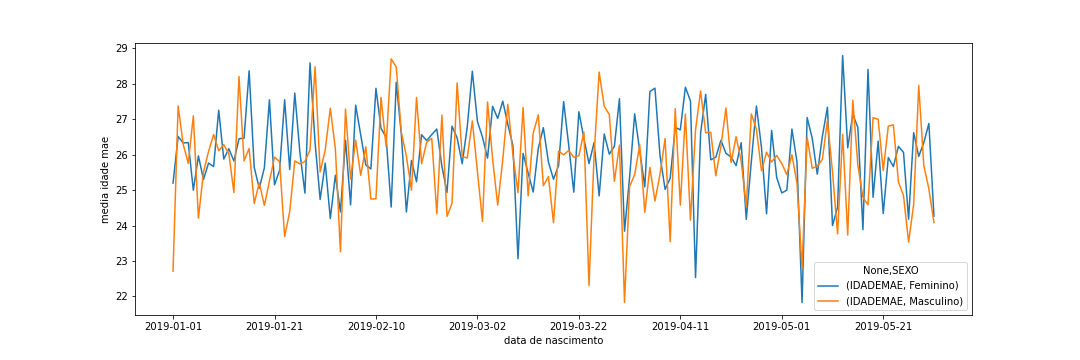 29
28
27
26
25
24
23
22
media idade mae
2019-01-01 2019-01-21 2019-02-10 2019-03-02 2019-03-22 2019-04-11 2019-05-01 2019-05-21
data de nascimento
None,SEXO
(IDADEMAE, Feminino)
(IDADEMAE, Masculino)